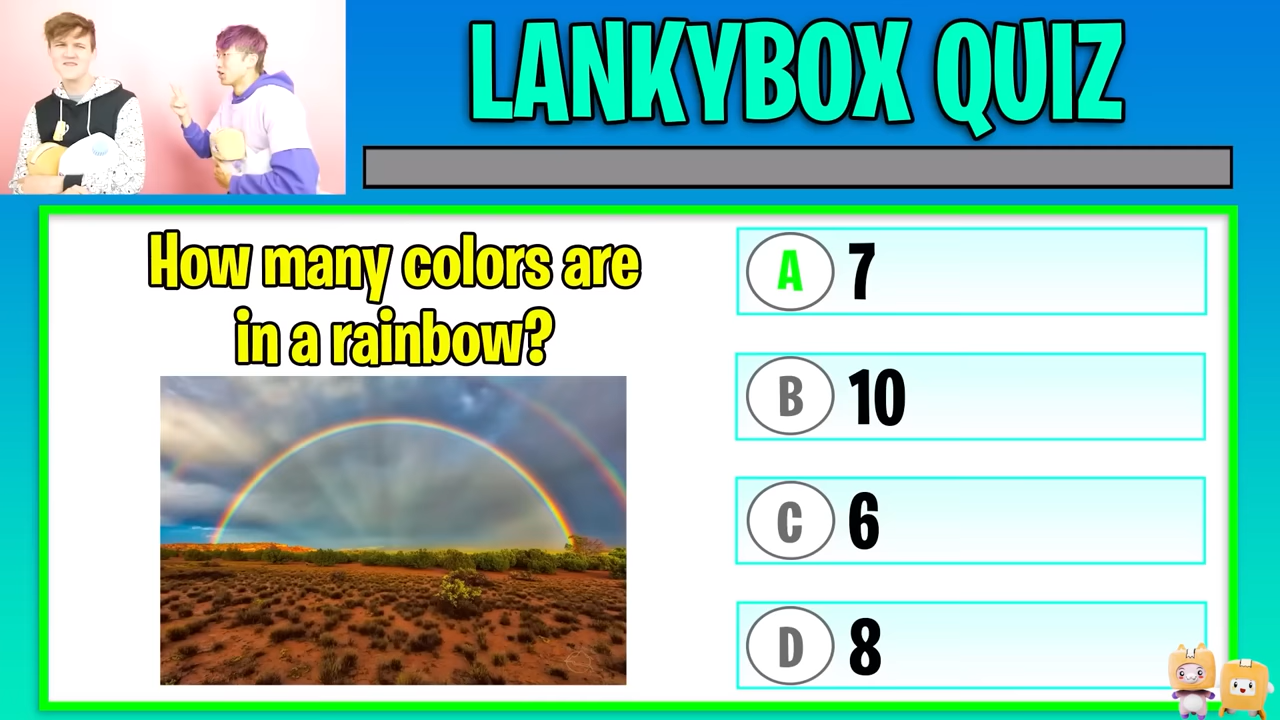 LANKYBOX QUIZ
How many colors are
in a rainbow?
A 7
B 10
C 6
D 8